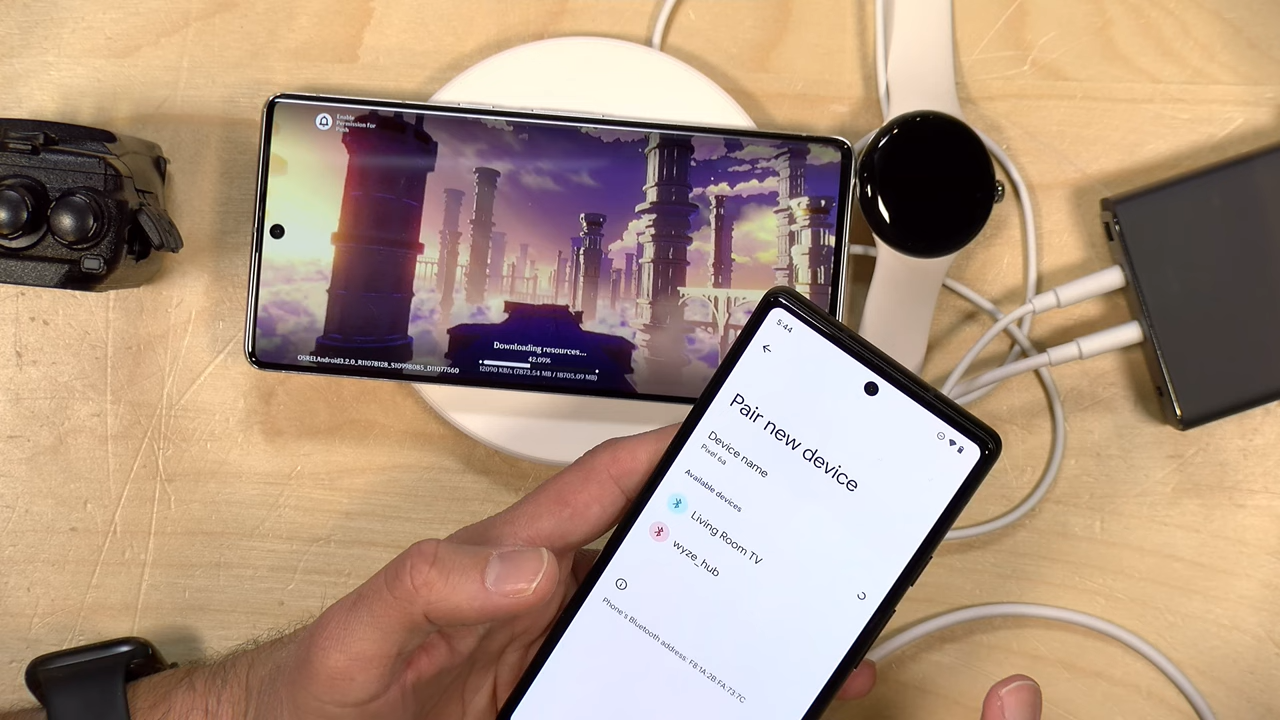 Enable
Permission for
Push
Downloading resources...
42.09%
12090 KB/s (7873.54 MB / 18705.09 MB)
OSRELAndroid3.2.0_R11078128_S10998085_D11077560
5:44
Pair new device
Device name
Pixel 6a
Available devices
Living Room TV
wyze_hub
Phone's Bluetooth address: F8:1A:2B:FA:73:7C